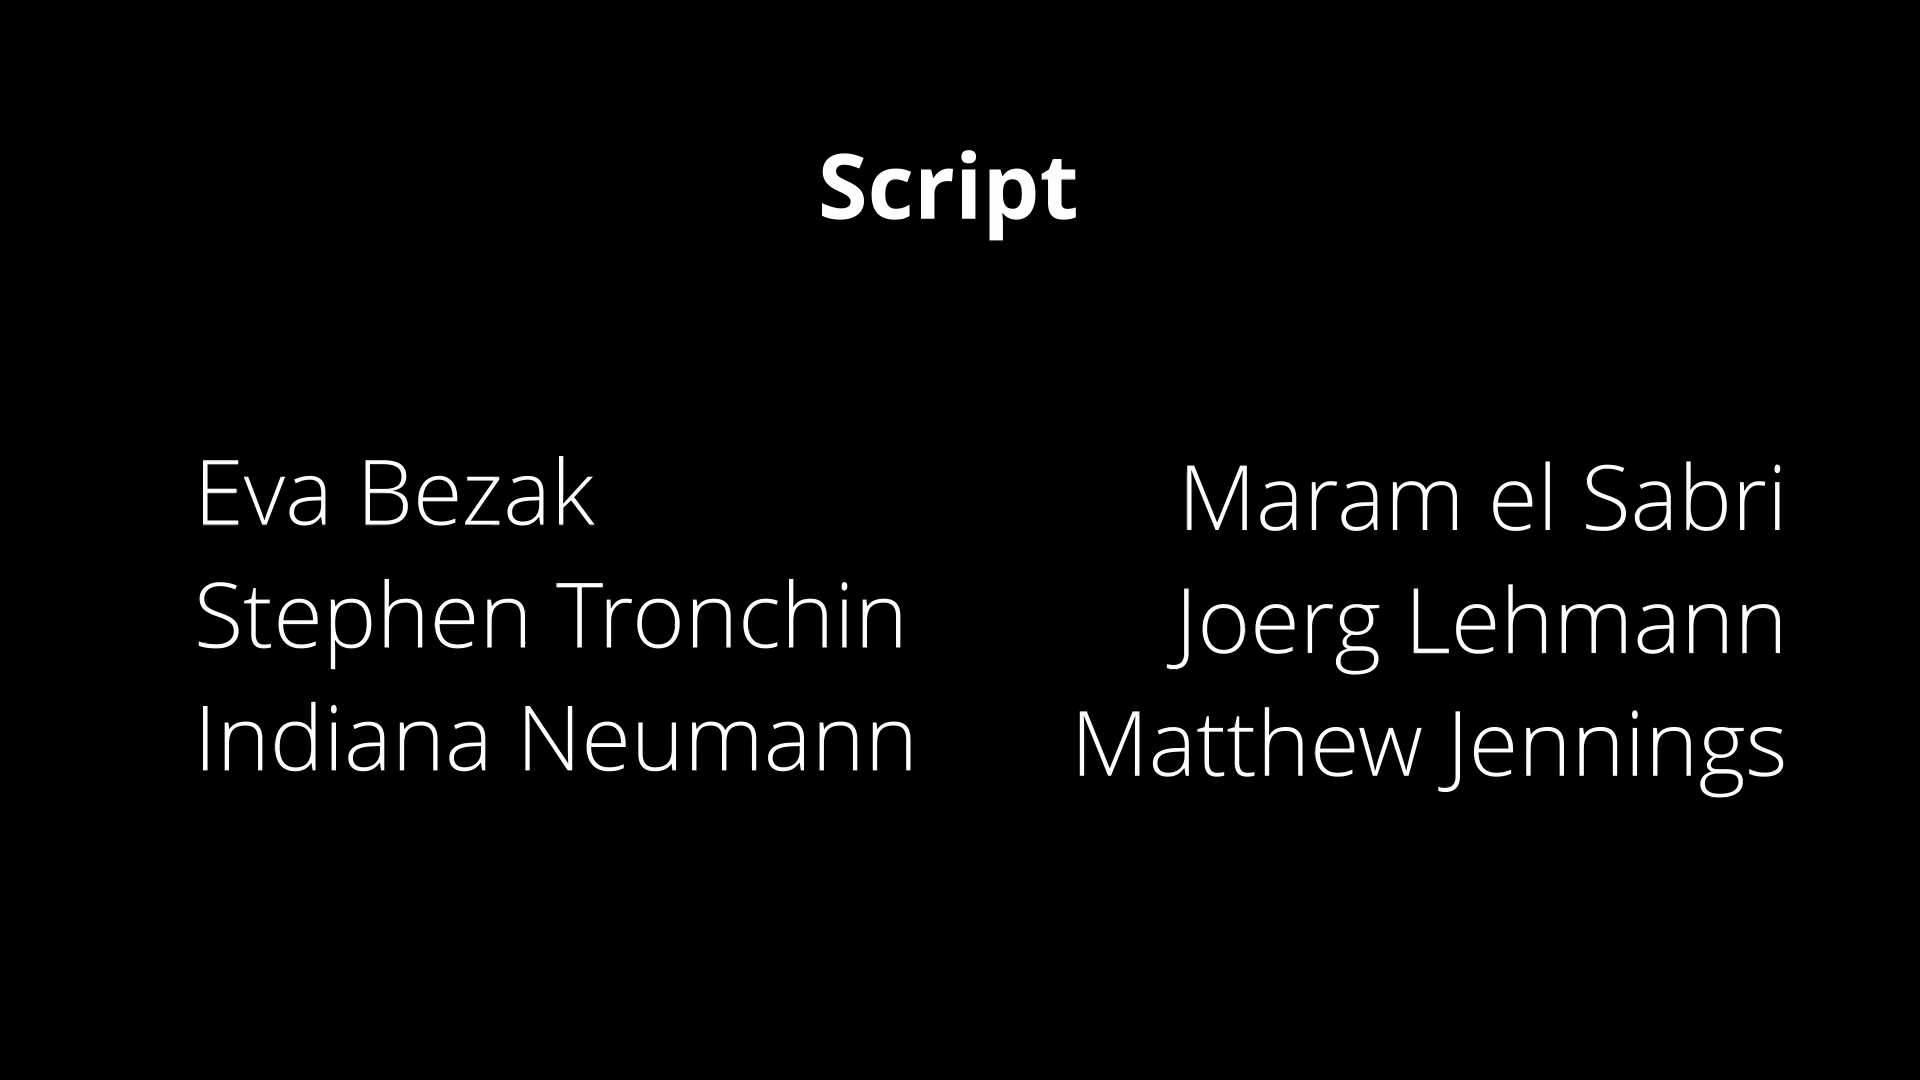 Script
Eva Bezak
Stephen Tronchin
Indiana Neumann
Maram el Sabri
Joerg Lehmann
Matthew Jennings